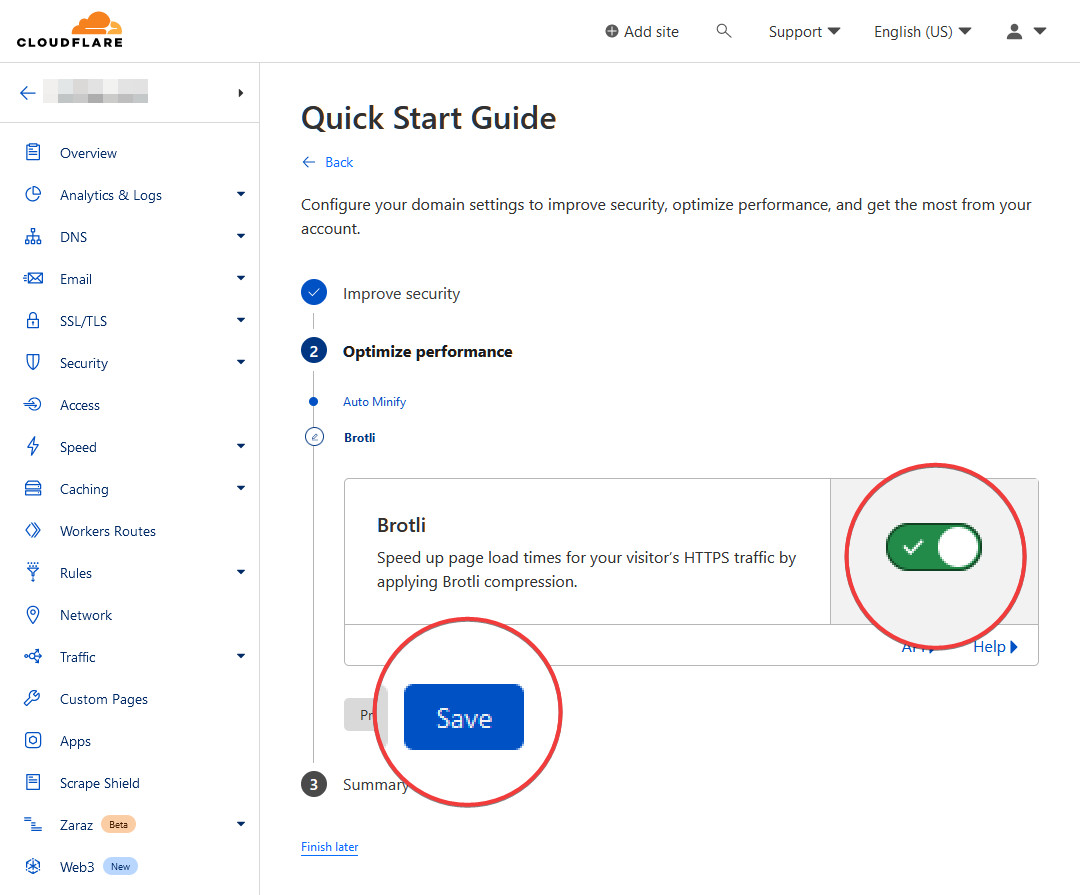 CLOUDFLARE
Add site
Support
English (US)
Overview
Analytics & Logs
DNS
Email
SSL/TLS
Security
Access
Speed
Caching
Workers Routes
Rules
Network
Traffic
Custom Pages
Apps
Scrape Shield
Zaraz Beta
Web3 New
Quick Start Guide
Back
Configure your domain settings to improve security, optimize performance, and get the most from your
account.
Improve security
2 Optimize performance
Auto Minify
Brotli
Brotli
Speed up page load times for your visitor’s HTTPS traffic by
applying Brotli compression.
Help
Save
3 Summary
Finish later